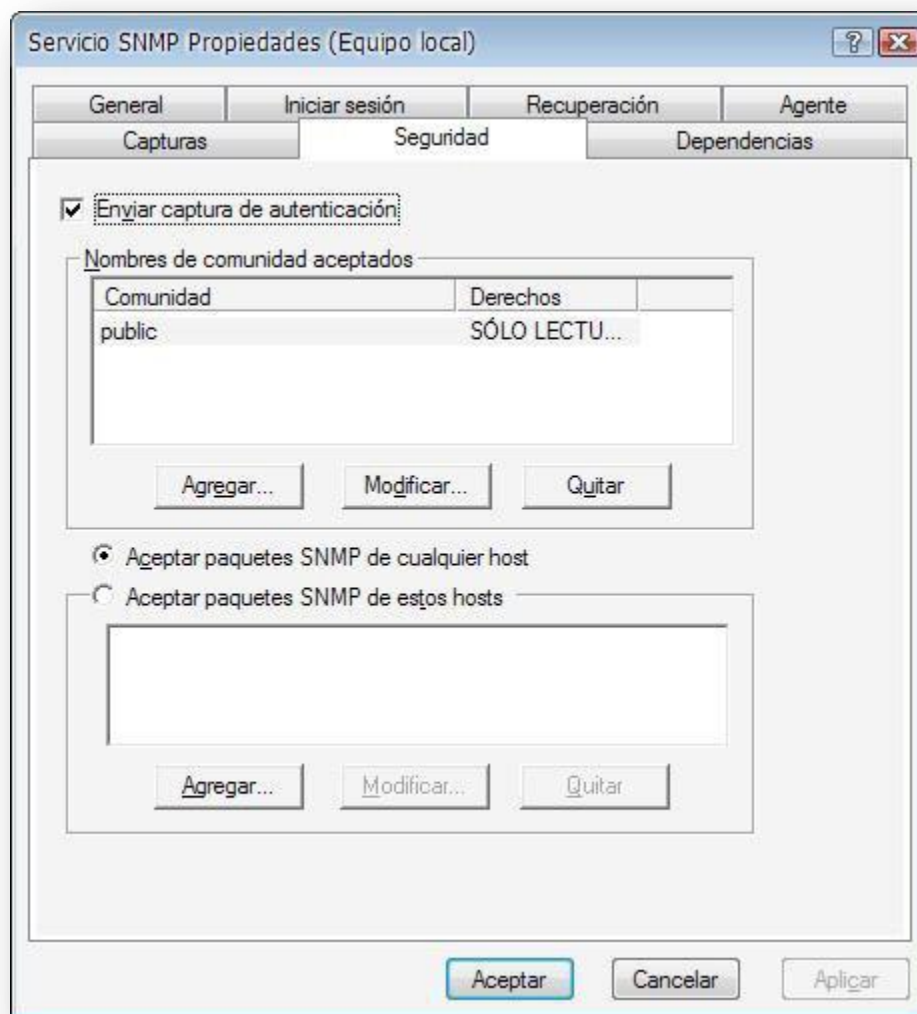 Servicio SNMP Propiedades (Equipo local)
General Iniciar sesión Recuperación Agente
Capturas Seguridad Dependencias
Enviar captura de autenticación
Nombres de comunidad aceptados
Comunidad Derechos
public SÓLO LECTU...
Agregar... Modificar... Quitar
Aceptar paquetes SNMP de cualquier host
Aceptar paquetes SNMP de estos hosts
Agregar... Modificar... Quitar
Aceptar Cancelar Aplicar